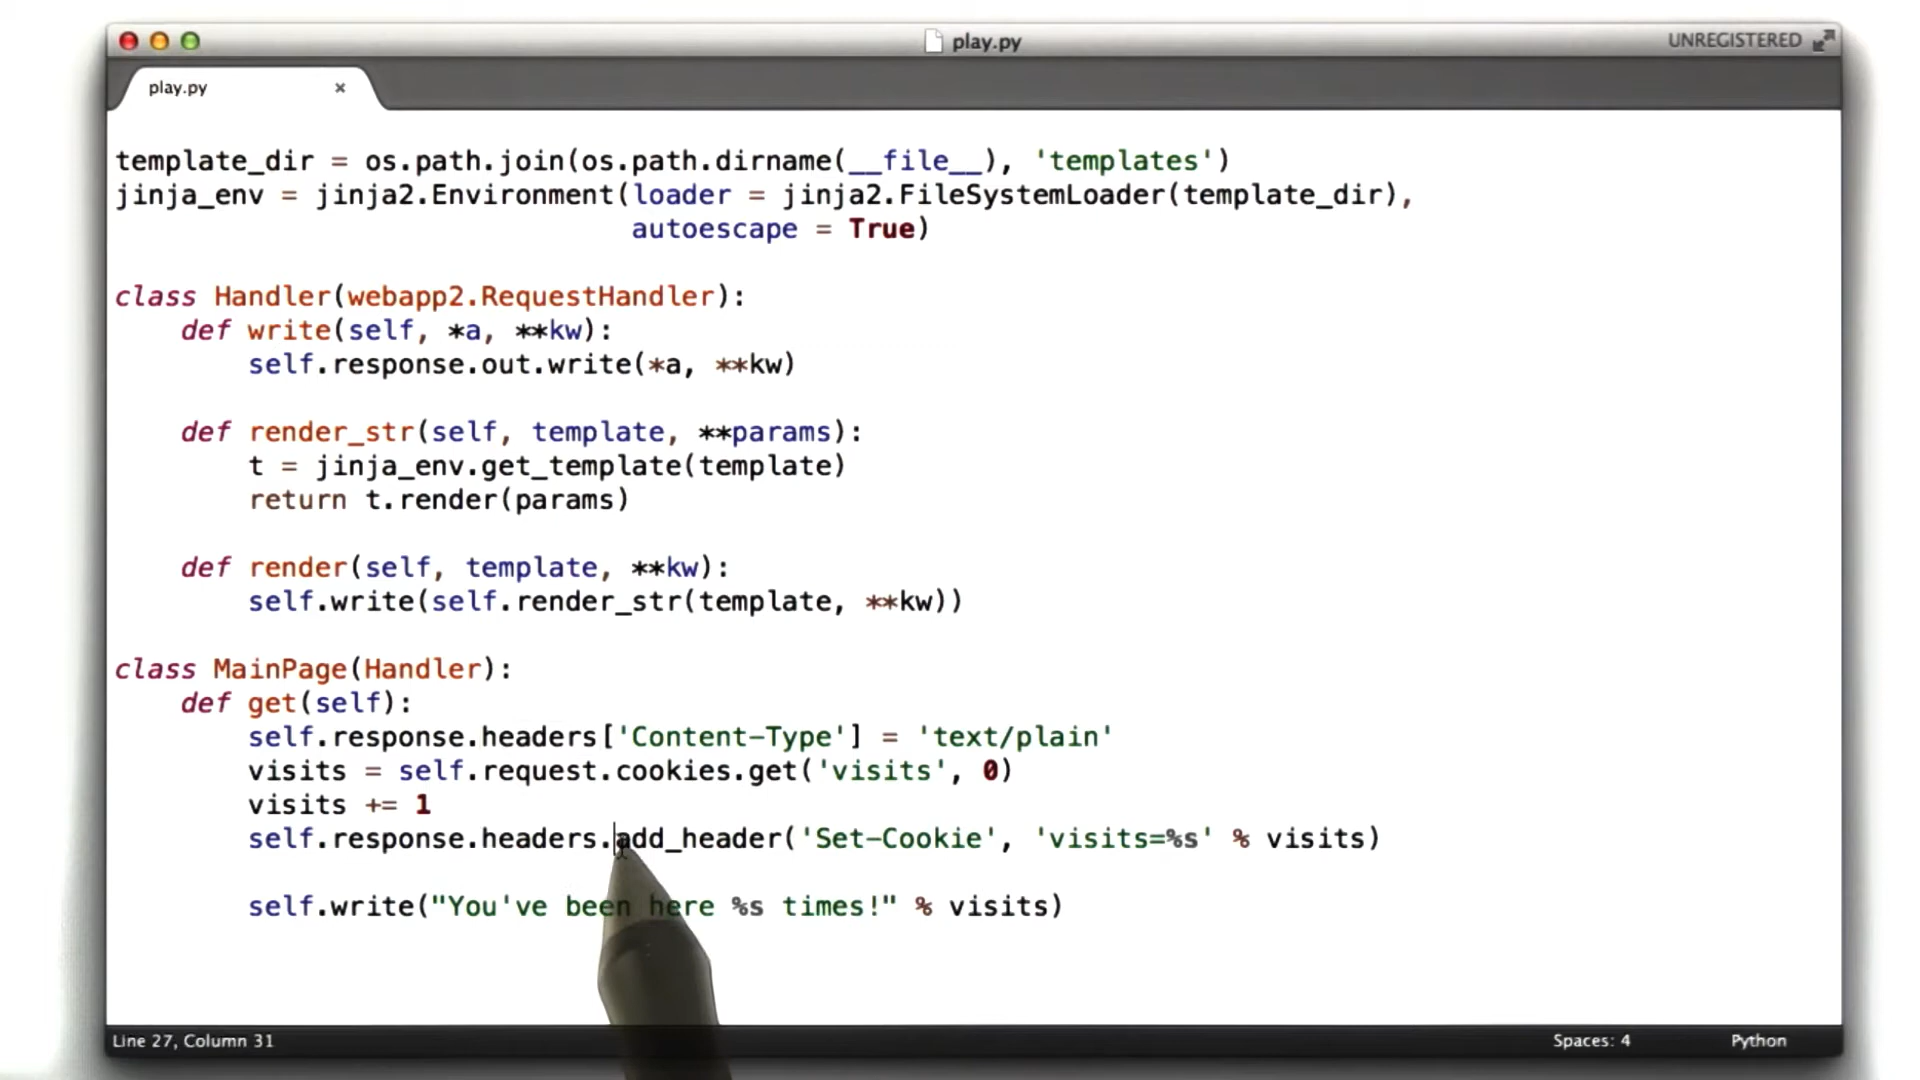 play.py
UNREGISTERED
play.py
template_dir = os.path.join(os.path.dirname(__file__), 'templates')
jinja_env = jinja2.Environment(loader = jinja2.FileSystemLoader(template_dir),
autoescape = True)
class Handler(webapp2.RequestHandler):
def write(self, *a, **kw):
self.response.out.write(*a, **kw)
def render_str(self, template, **params):
t = jinja_env.get_template(template)
return t.render(params)
def render(self, template, **kw):
self.write(self.render_str(template, **kw))
class MainPage(Handler):
def get(self):
self.response.headers['Content-Type'] = 'text/plain'
visits = self.request.cookies.get('visits', 0)
visits += 1
self.response.headers.add_header('Set-Cookie', 'visits=%s' % visits)
self.write("You've been here %s times!" % visits)
Line 27, Column 31
Spaces: 4
Python